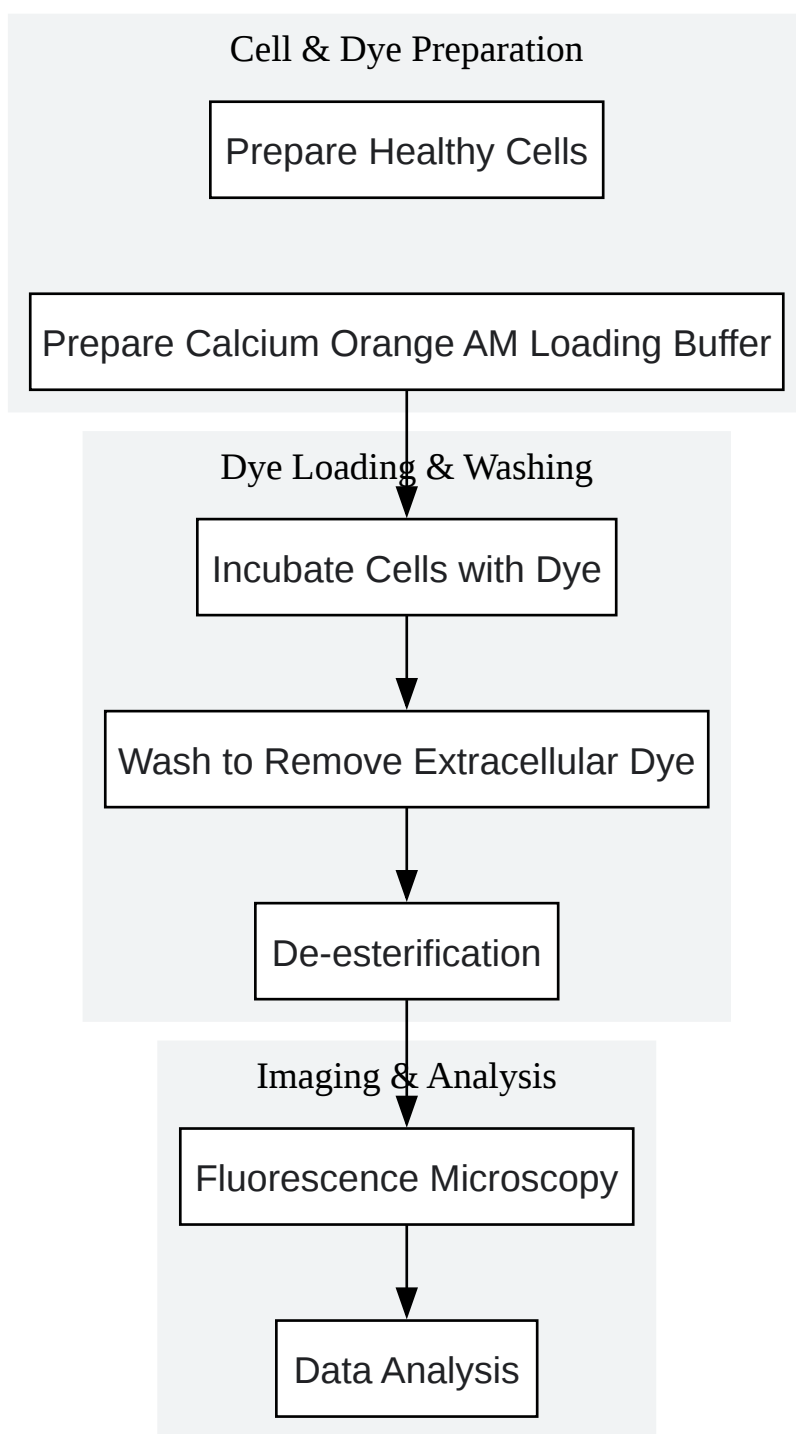 Cell & Dye Preparation
Prepare Healthy Cells
Prepare Calcium Orange AM Loading Buffer
Dye Loading & Washing
Incubate Cells with Dye
Wash to Remove Extracellular Dye
De-esterification
Imaging & Analysis
Fluorescence Microscopy
Data Analysis